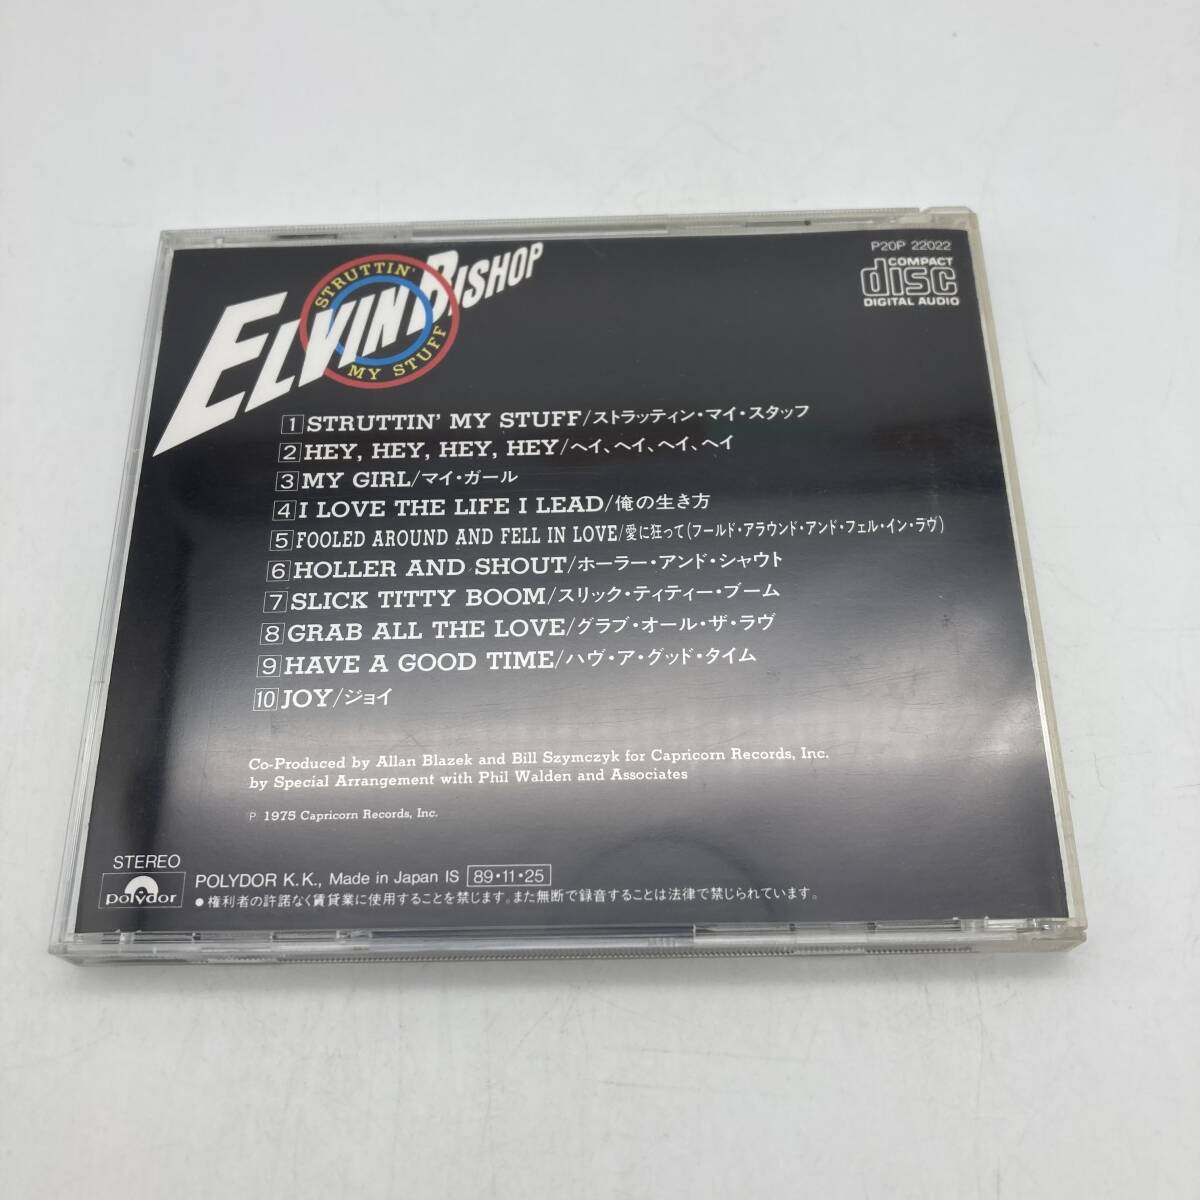 ELVIN BISHOP
STRUTTIN'
MY STUFF
P20P 22022
COMPACT
disc
DIGITAL AUDIO
1 STRUTTIN' MY STUFF/ストラッティン・マイ・スタッフ
2 HEY, HEY, HEY, HEY/ヘイ、ヘイ、ヘイ、ヘイ
3 MY GIRL/マイ・ガール
4 I LOVE THE LIFE I LEAD/俺の生き方
5 FOOLED AROUND AND FELL IN LOVE/愛に狂って(フールド・アラウンド・アンド・フェル・イン・ラヴ)
6 HOLLER AND SHOUT/ホーラー・アンド・シャウト
7 SLICK TITTY BOOM/スリック・ティティー・ブーム
8 GRAB ALL THE LOVE/グラブ・オール・ザ・ラヴ
9 HAVE A GOOD TIME/ハヴ・ア・グッド・タイム
10 JOY/ジョイ
Co-Produced by Allan Blazek and Bill Szymczyk for Capricorn Records, Inc.
by Special Arrangement with Phil Walden and Associates
P 1975 Capricorn Records, Inc.
STEREO
polydor
POLYDOR K.K., Made in Japan IS 89・11・25
●権利者の許諾なく賃貸業に使用することを禁じます。また無断で録音することは法律で禁じられています。